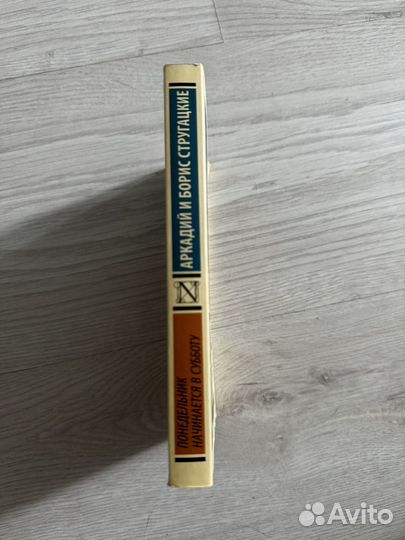 АРКАДИЙ И БОРИС СТРУГАЦКИЕ
N
ПОНЕДЕЛЬНИК
НАЧИНАЕТСЯ В СУББОТУ
Avito